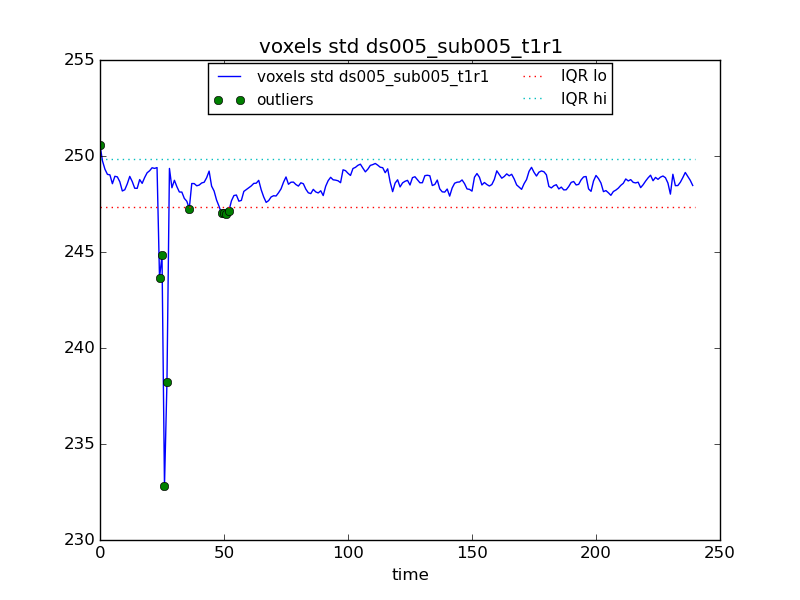 voxels std ds005_sub005_t1r1
voxels std ds005_sub005_t1r1
outliers
IQR lo
IQR hi
255
250
245
240
235
230
0 50 100 150 200 250
time